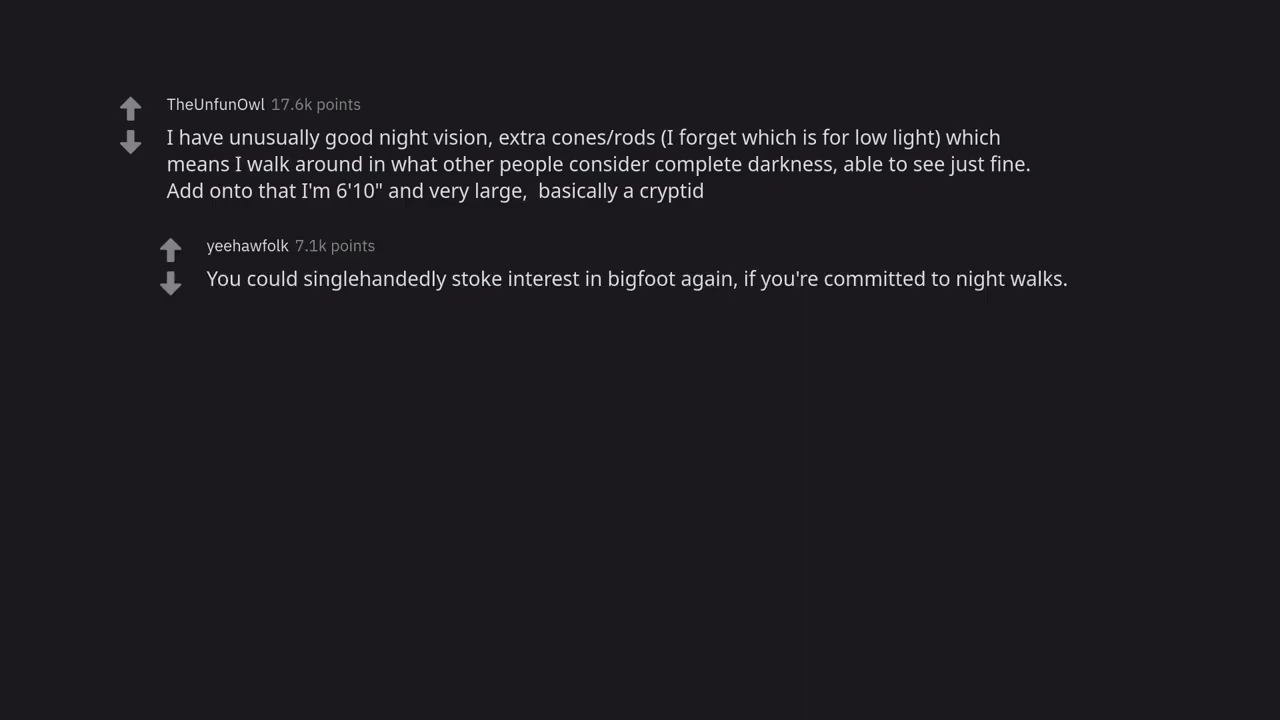 TheUnfunOwl 17.6k points
I have unusually good night vision, extra cones/rods (I forget which is for low light) which
means I walk around in what other people consider complete darkness, able to see just fine.
Add onto that I'm 6'10" and very large,  basically a cryptid
yeehawfolk 7.1k points
You could singlehandedly stoke interest in bigfoot again, if you're committed to night walks.